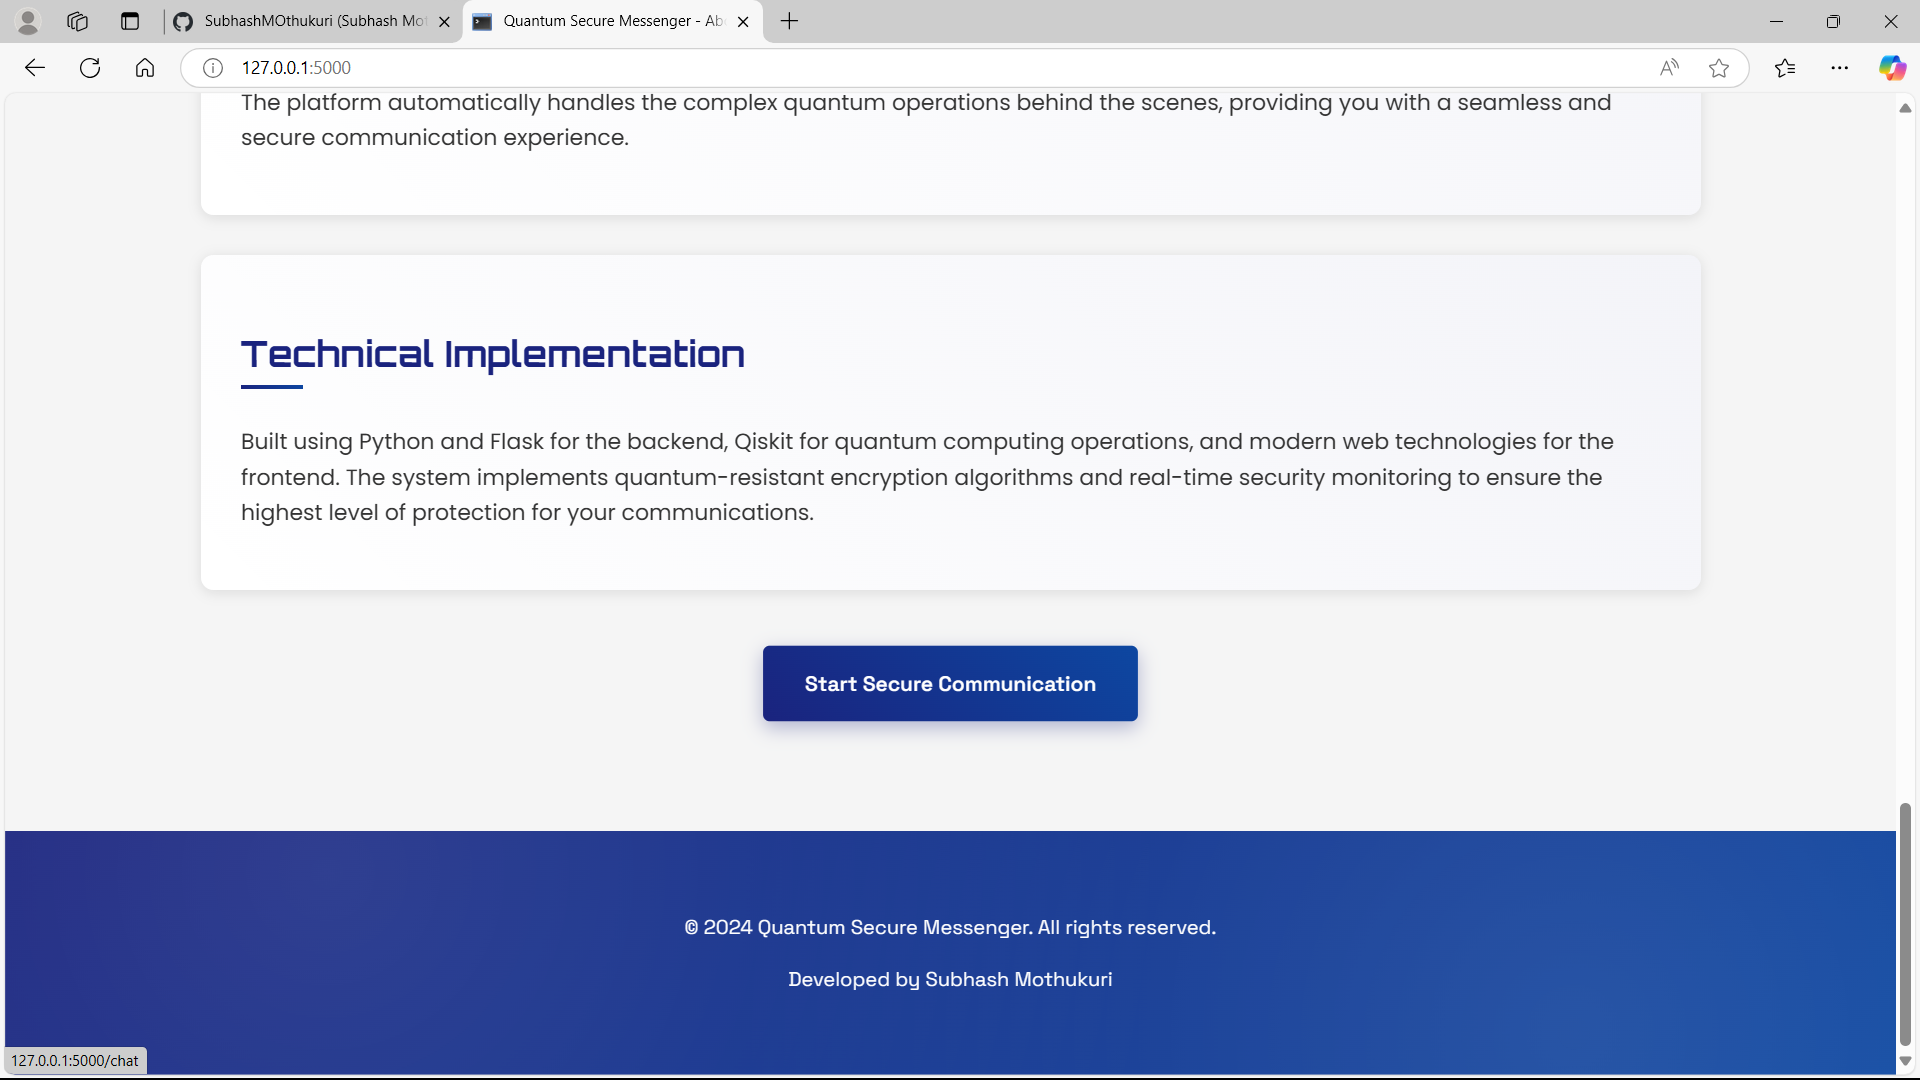 SubhashMOthukuri (Subhash Mot
Quantum Secure Messenger - Abo
127.0.0.1:5000
The platform automatically handles the complex quantum operations behind the scenes, providing you with a seamless and
secure communication experience.
Technical Implementation
Built using Python and Flask for the backend, Qiskit for quantum computing operations, and modern web technologies for the
frontend. The system implements quantum-resistant encryption algorithms and real-time security monitoring to ensure the
highest level of protection for your communications.
Start Secure Communication
© 2024 Quantum Secure Messenger. All rights reserved.
Developed by Subhash Mothukuri
127.0.0.1:5000/chat